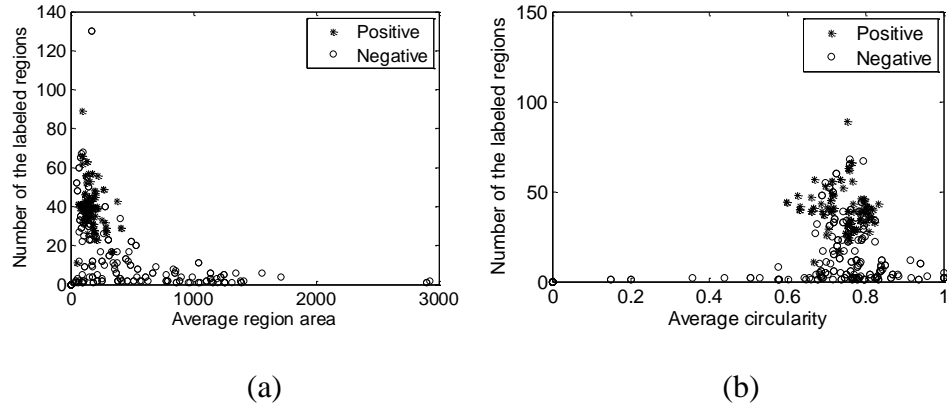 140
120
100
80
60
40
20
0
Number of the labeled regions
Positive
Negative
0
1000
2000
3000
Average region area
(a)
150
100
50
0
Number of the labeled regions
Positive
Negative
0
0.2
0.4
0.6
0.8
1
Average circularity
(b)